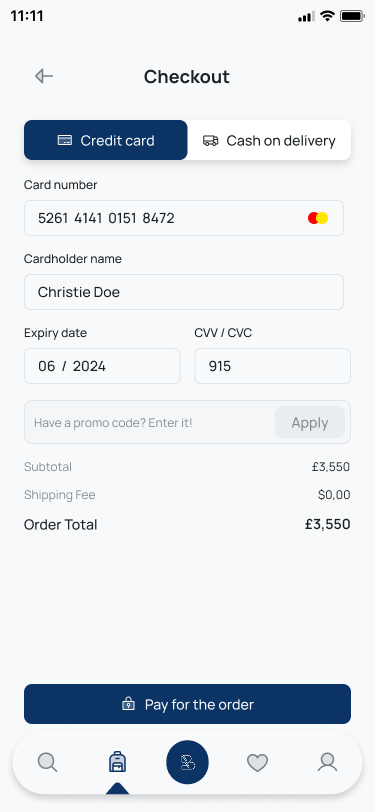 11:11
Checkout
Credit card
Cash on delivery
Card number
5261 4141 0151 8472
Cardholder name
Christie Doe
Expiry date
CVV / CVC
06 / 2024
915
Have a promo code? Enter it!
Apply
Subtotal
£3,550
Shipping Fee
$0,00
Order Total
£3,550
Pay for the order